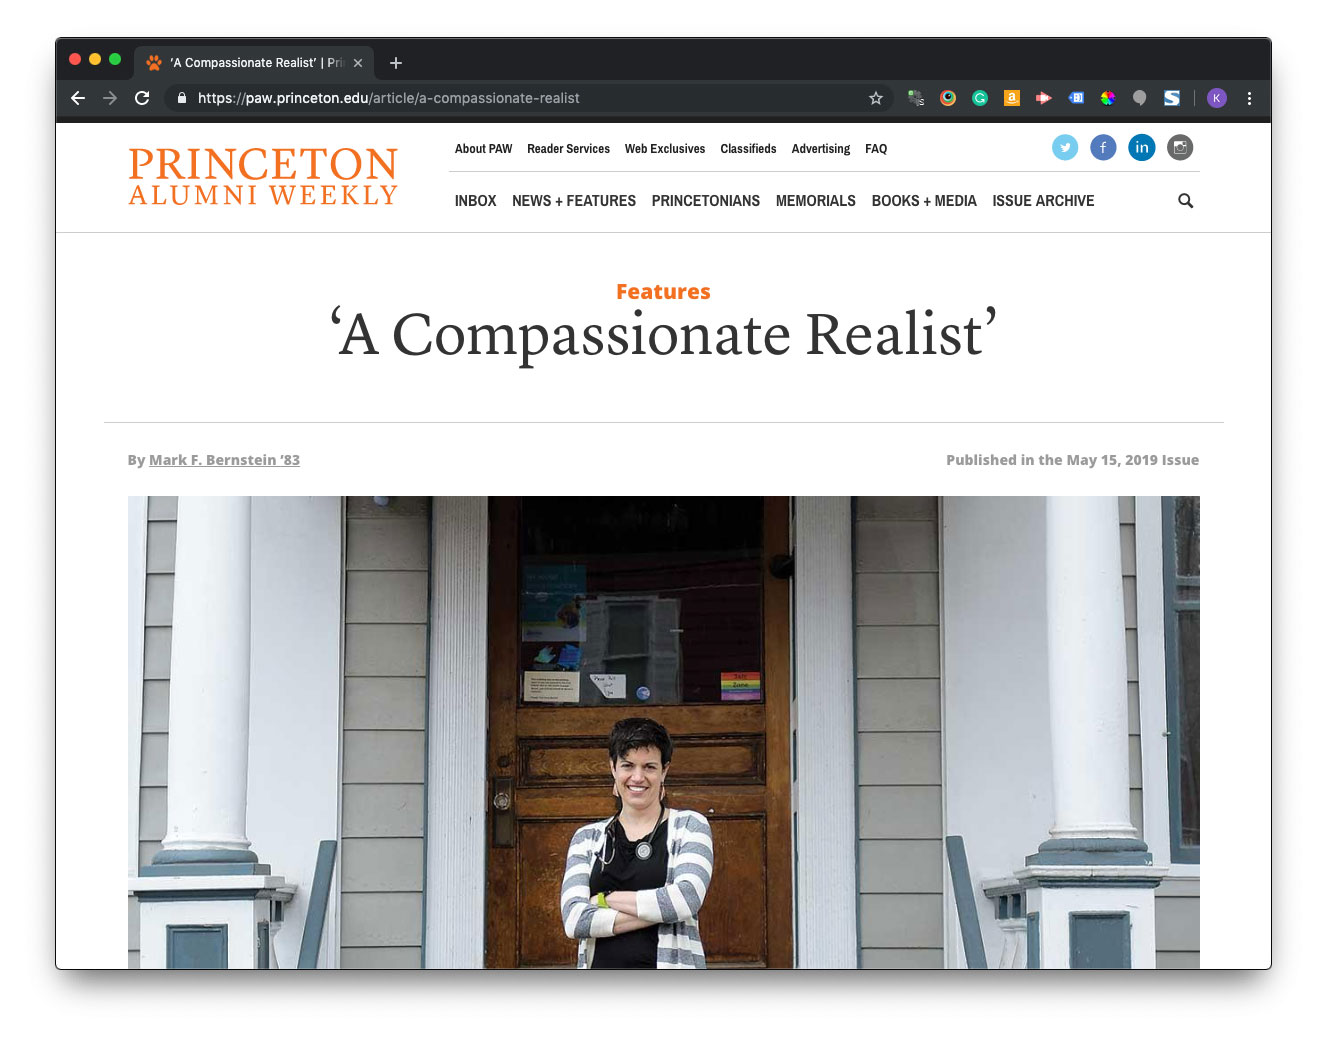 ‘A Compassionate Realist’ | Pri
https://paw.princeton.edu/article/a-compassionate-realist
K
PRINCETON
ALUMNI WEEKLY
About PAW Reader Services Web Exclusives Classifieds Advertising FAQ
INBOX NEWS + FEATURES PRINCETONIANS MEMORIALS BOOKS + MEDIA ISSUE ARCHIVE
Features
‘A Compassionate Realist’
By Mark F. Bernstein ’83
Published in the May 15, 2019 Issue
Safe
Zone